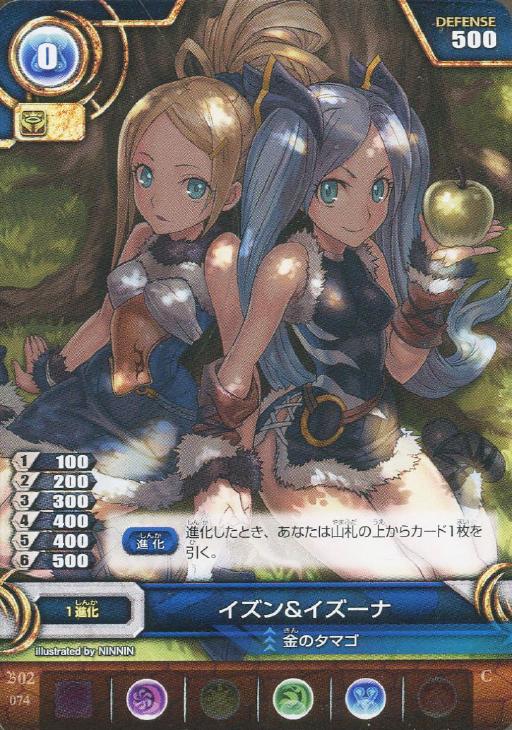 0
DEFENSE
500
1 100
2 200
3 300
4 400
5 400
6 500
進化 進化したとき、あなたは山札の上からカード1枚を
引く。
1進化
イズン&イズーナ
金のタマゴ
illustrated by NINNIN
302
074
C